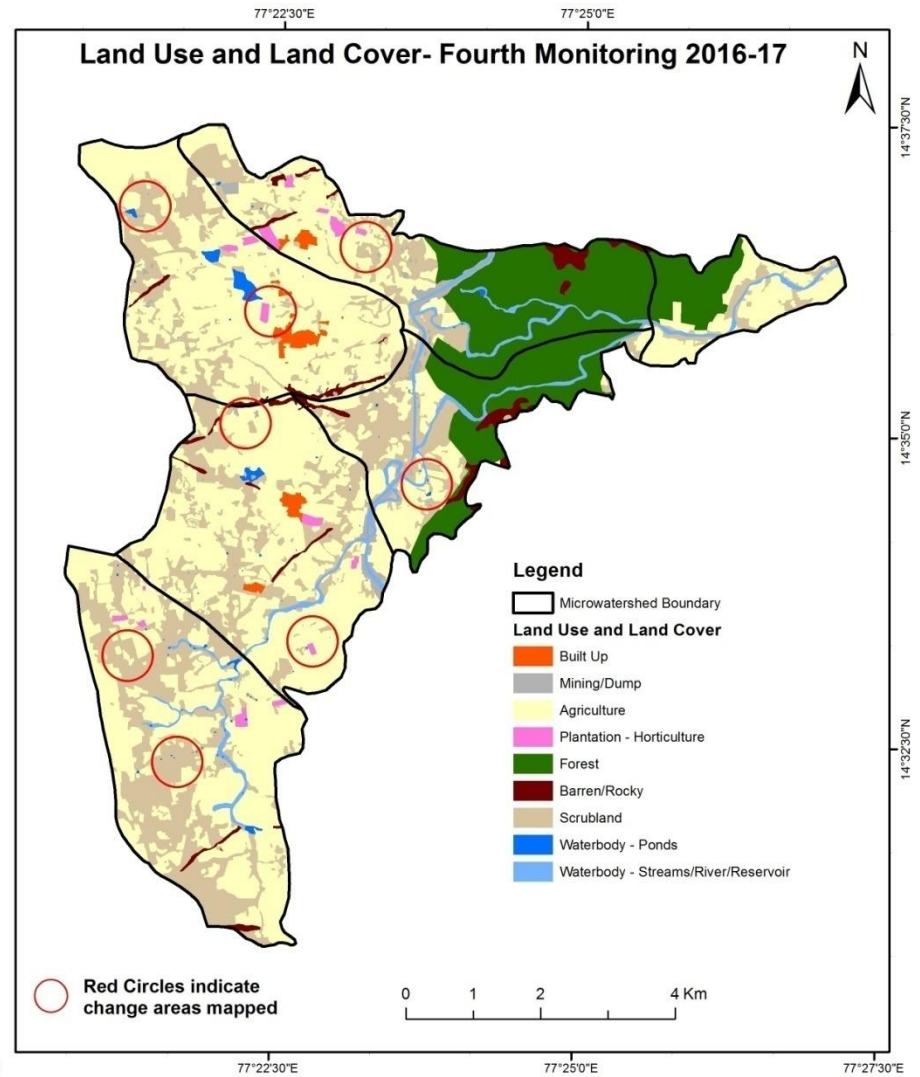 77°22'30"E
77°25'0"E
Land Use and Land Cover- Fourth Monitoring 2016-17
N
14°37'30"N
14°35'0"N
Legend
Microwatershed Boundary
Land Use and Land Cover
Built Up
Mining/Dump
Agriculture
Plantation - Horticulture
Forest
Barren/Rocky
Scrubland
Waterbody - Ponds
Waterbody - Streams/River/Reservoir
14°32'30"N
Red Circles indicate
change areas mapped
0 1 2 4 Km
77°22'30"E
77°25'0"E
77°27'30"E